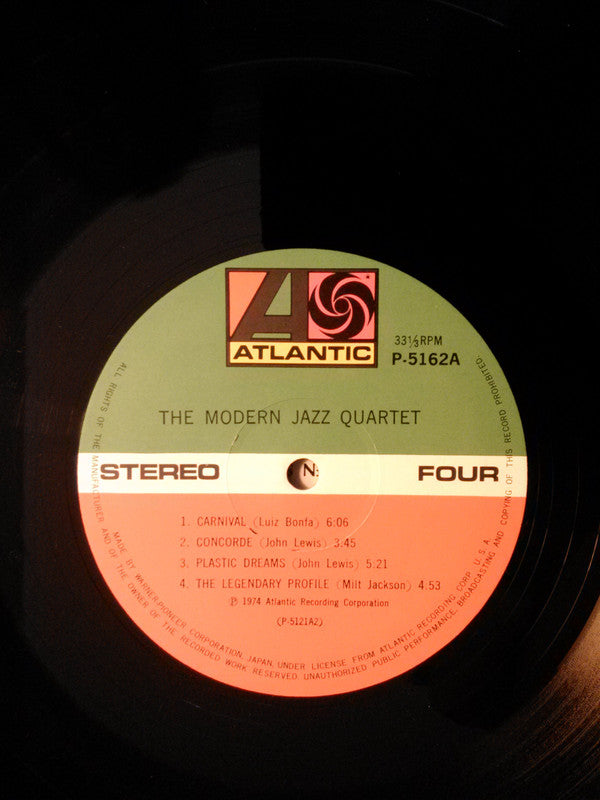 ATLANTIC
33⅓RPM
P-5162A
THE MODERN JAZZ QUARTET
STEREO
FOUR
N:
1. CARNIVAL (Luiz Bonfa) 6:06
2. CONCORDE (John Lewis) 3.45
3. PLASTIC DREAMS (John Lewis) 5:21
4. THE LEGENDARY PROFILE (Milt Jackson) 4:53
℗ 1974 Atlantic Recording Corporation
(P-5121A2)
ALL RIGHTS OF THE MANUFACTURER AND OF THE OWNER OF THE RECORDED WORK RESERVED. UNAUTHORIZED PUBLIC PERFORMANCE, BROADCASTING AND COPYING OF THIS RECORD PROHIBITED.
MADE BY WARNER-PIONEER CORPORATION, JAPAN, UNDER LICENSE FROM ATLANTIC RECORDING CORP. U.S.A.